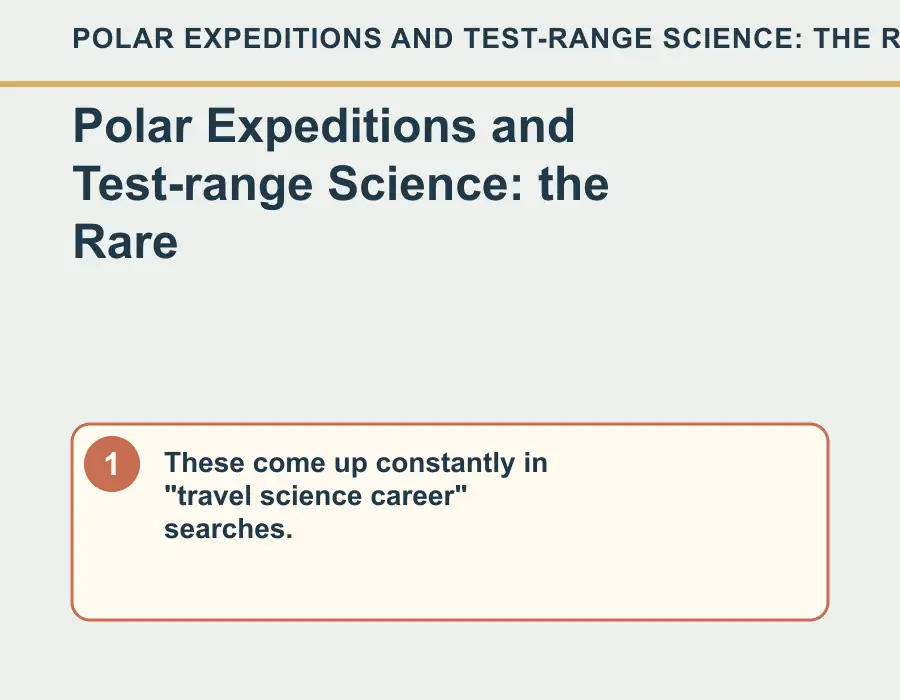 POLAR EXPEDITIONS AND TEST-RANGE SCIENCE: THE R
Polar Expeditions and
Test-range Science: the
Rare
1
These come up constantly in
"travel science career"
searches.